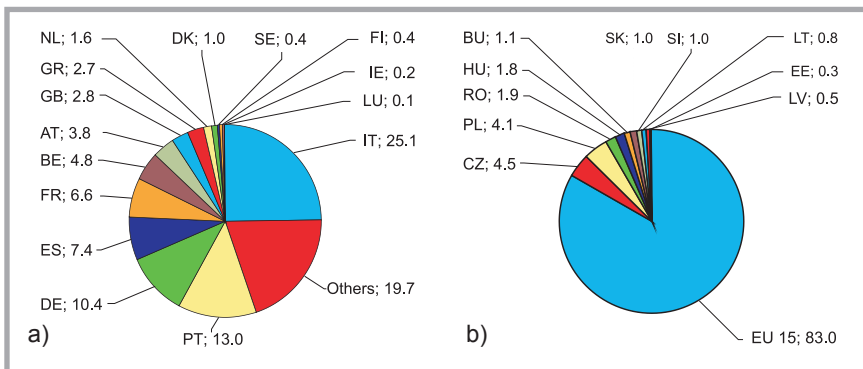 NL; 1.6
DK; 1.0
SE; 0.4
FI; 0.4
GR; 2.7
IE; 0.2
GB; 2.8
LU; 0.1
AT; 3.8
IT; 25.1
BE; 4.8
FR; 6.6
ES; 7.4
Others; 19.7
DE; 10.4
PT; 13.0
a)
BU; 1.1
SK; 1.0
SI; 1.0
LT; 0.8
HU; 1.8
EE; 0.3
RO; 1.9
LV; 0.5
PL; 4.1
CZ; 4.5
EU 15; 83.0
b)